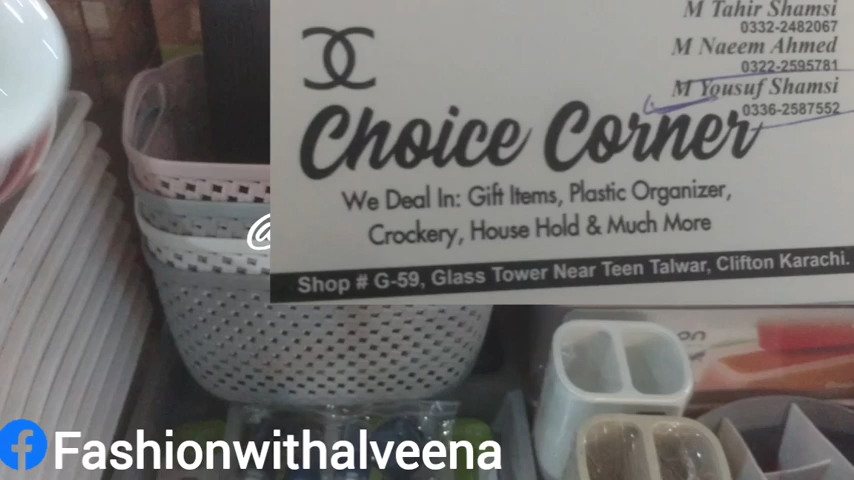 M Tahir Shamsi
0332-2482067
M Naeem Ahmed
0322-2595781
M Yousuf Shamsi
0336-2587552
Choice Corner
We Deal In: Gift Items, Plastic Organizer,
Crockery, House Hold & Much More
Shop # G-59, Glass Tower Near Teen Talwar, Clifton Karachi.
@
Fashionwithalveena